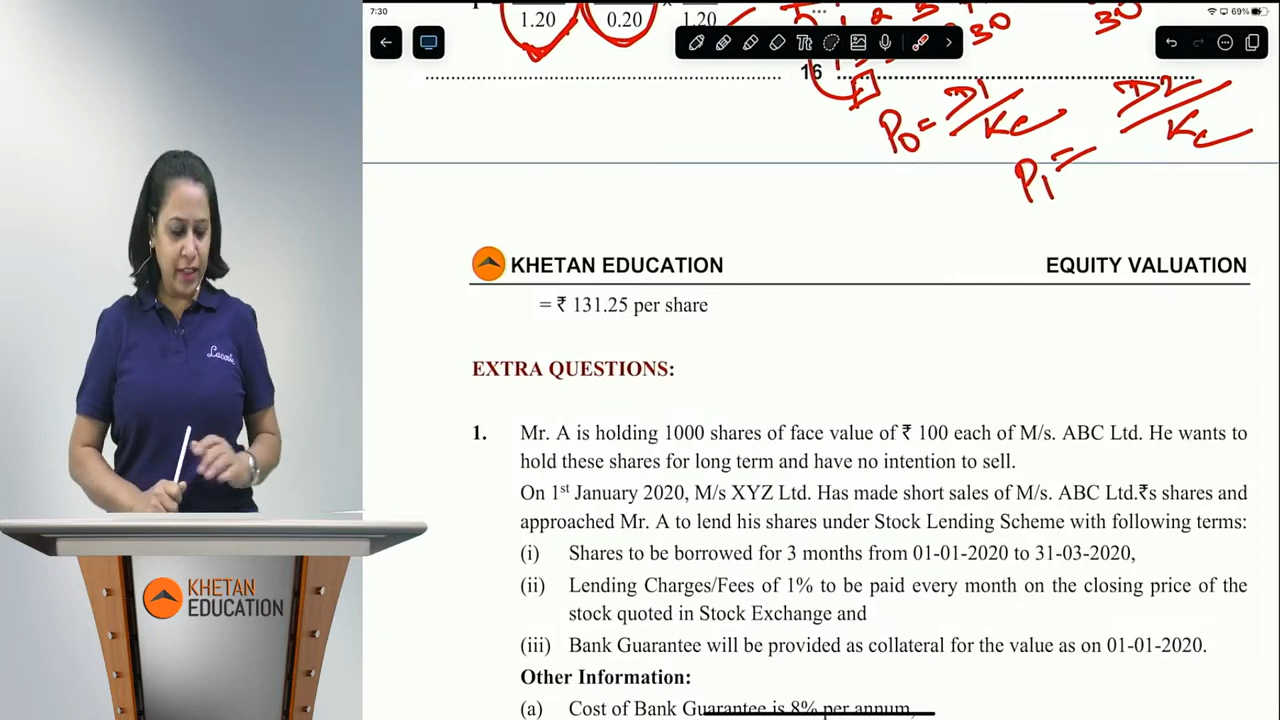 7:30
69%
1.20
0.20
1.20
30
30
16
P0 = D1/Ke
D2/Ke
P1 =
KHETAN EDUCATION
EQUITY VALUATION
= ₹ 131.25 per share
EXTRA QUESTIONS:
1. Mr. A is holding 1000 shares of face value of ₹ 100 each of M/s. ABC Ltd. He wants to
hold these shares for long term and have no intention to sell.
On 1st January 2020, M/s XYZ Ltd. Has made short sales of M/s. ABC Ltd.₹s shares and
approached Mr. A to lend his shares under Stock Lending Scheme with following terms:
(i) Shares to be borrowed for 3 months from 01-01-2020 to 31-03-2020,
(ii) Lending Charges/Fees of 1% to be paid every month on the closing price of the
stock quoted in Stock Exchange and
(iii) Bank Guarantee will be provided as collateral for the value as on 01-01-2020.
Other Information:
(a) Cost of Bank Guarantee is 8% per annum,
Lacoste
KHETAN
EDUCATION